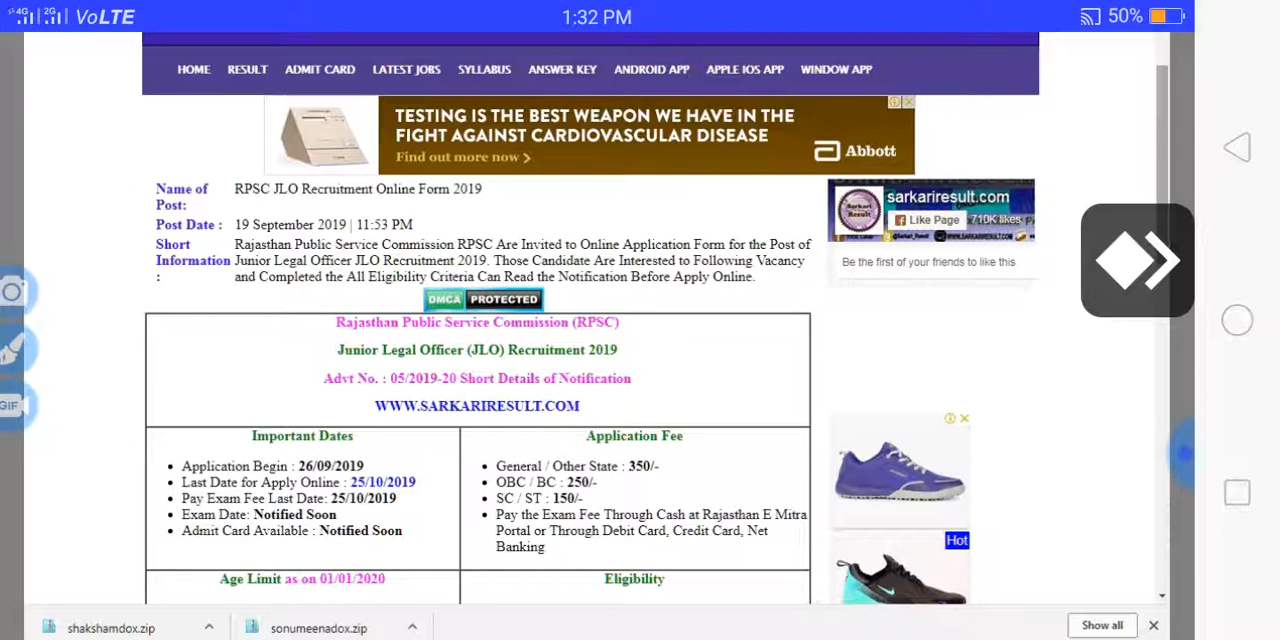 4G 2G VoLTE 1:32 PM 50%
HOME RESULT ADMIT CARD LATEST JOBS SYLLABUS ANSWER KEY ANDROID APP APPLE IOS APP WINDOW APP
TESTING IS THE BEST WEAPON WE HAVE IN THE
FIGHT AGAINST CARDIOVASCULAR DISEASE
Find out more now >
Abbott
Name of Post: RPSC JLO Recruitment Online Form 2019
Post Date : 19 September 2019 | 11:53 PM
Short Information : Rajasthan Public Service Commission RPSC Are Invited to Online Application Form for the Post of
Junior Legal Officer JLO Recruitment 2019. Those Candidate Are Interested to Following Vacancy
and Completed the All Eligibility Criteria Can Read the Notification Before Apply Online.
sarkariresult.com
Like Page 710K likes
Be the first of your friends to like this
DMCA PROTECTED
Rajasthan Public Service Commission (RPSC)
Junior Legal Officer (JLO) Recruitment 2019
Advt No. : 05/2019-20 Short Details of Notification
WWW.SARKARIRESULT.COM
Important Dates
Application Begin : 26/09/2019
Last Date for Apply Online : 25/10/2019
Pay Exam Fee Last Date: 25/10/2019
Exam Date: Notified Soon
Admit Card Available : Notified Soon
Application Fee
General / Other State : 350/-
OBC / BC : 250/-
SC / ST : 150/-
Pay the Exam Fee Through Cash at Rajasthan E Mitra
Portal or Through Debit Card, Credit Card, Net
Banking
Age Limit as on 01/01/2020
Eligibility
Hot
GIF
shakshamdox.zip
sonumeenadox.zip
Show all